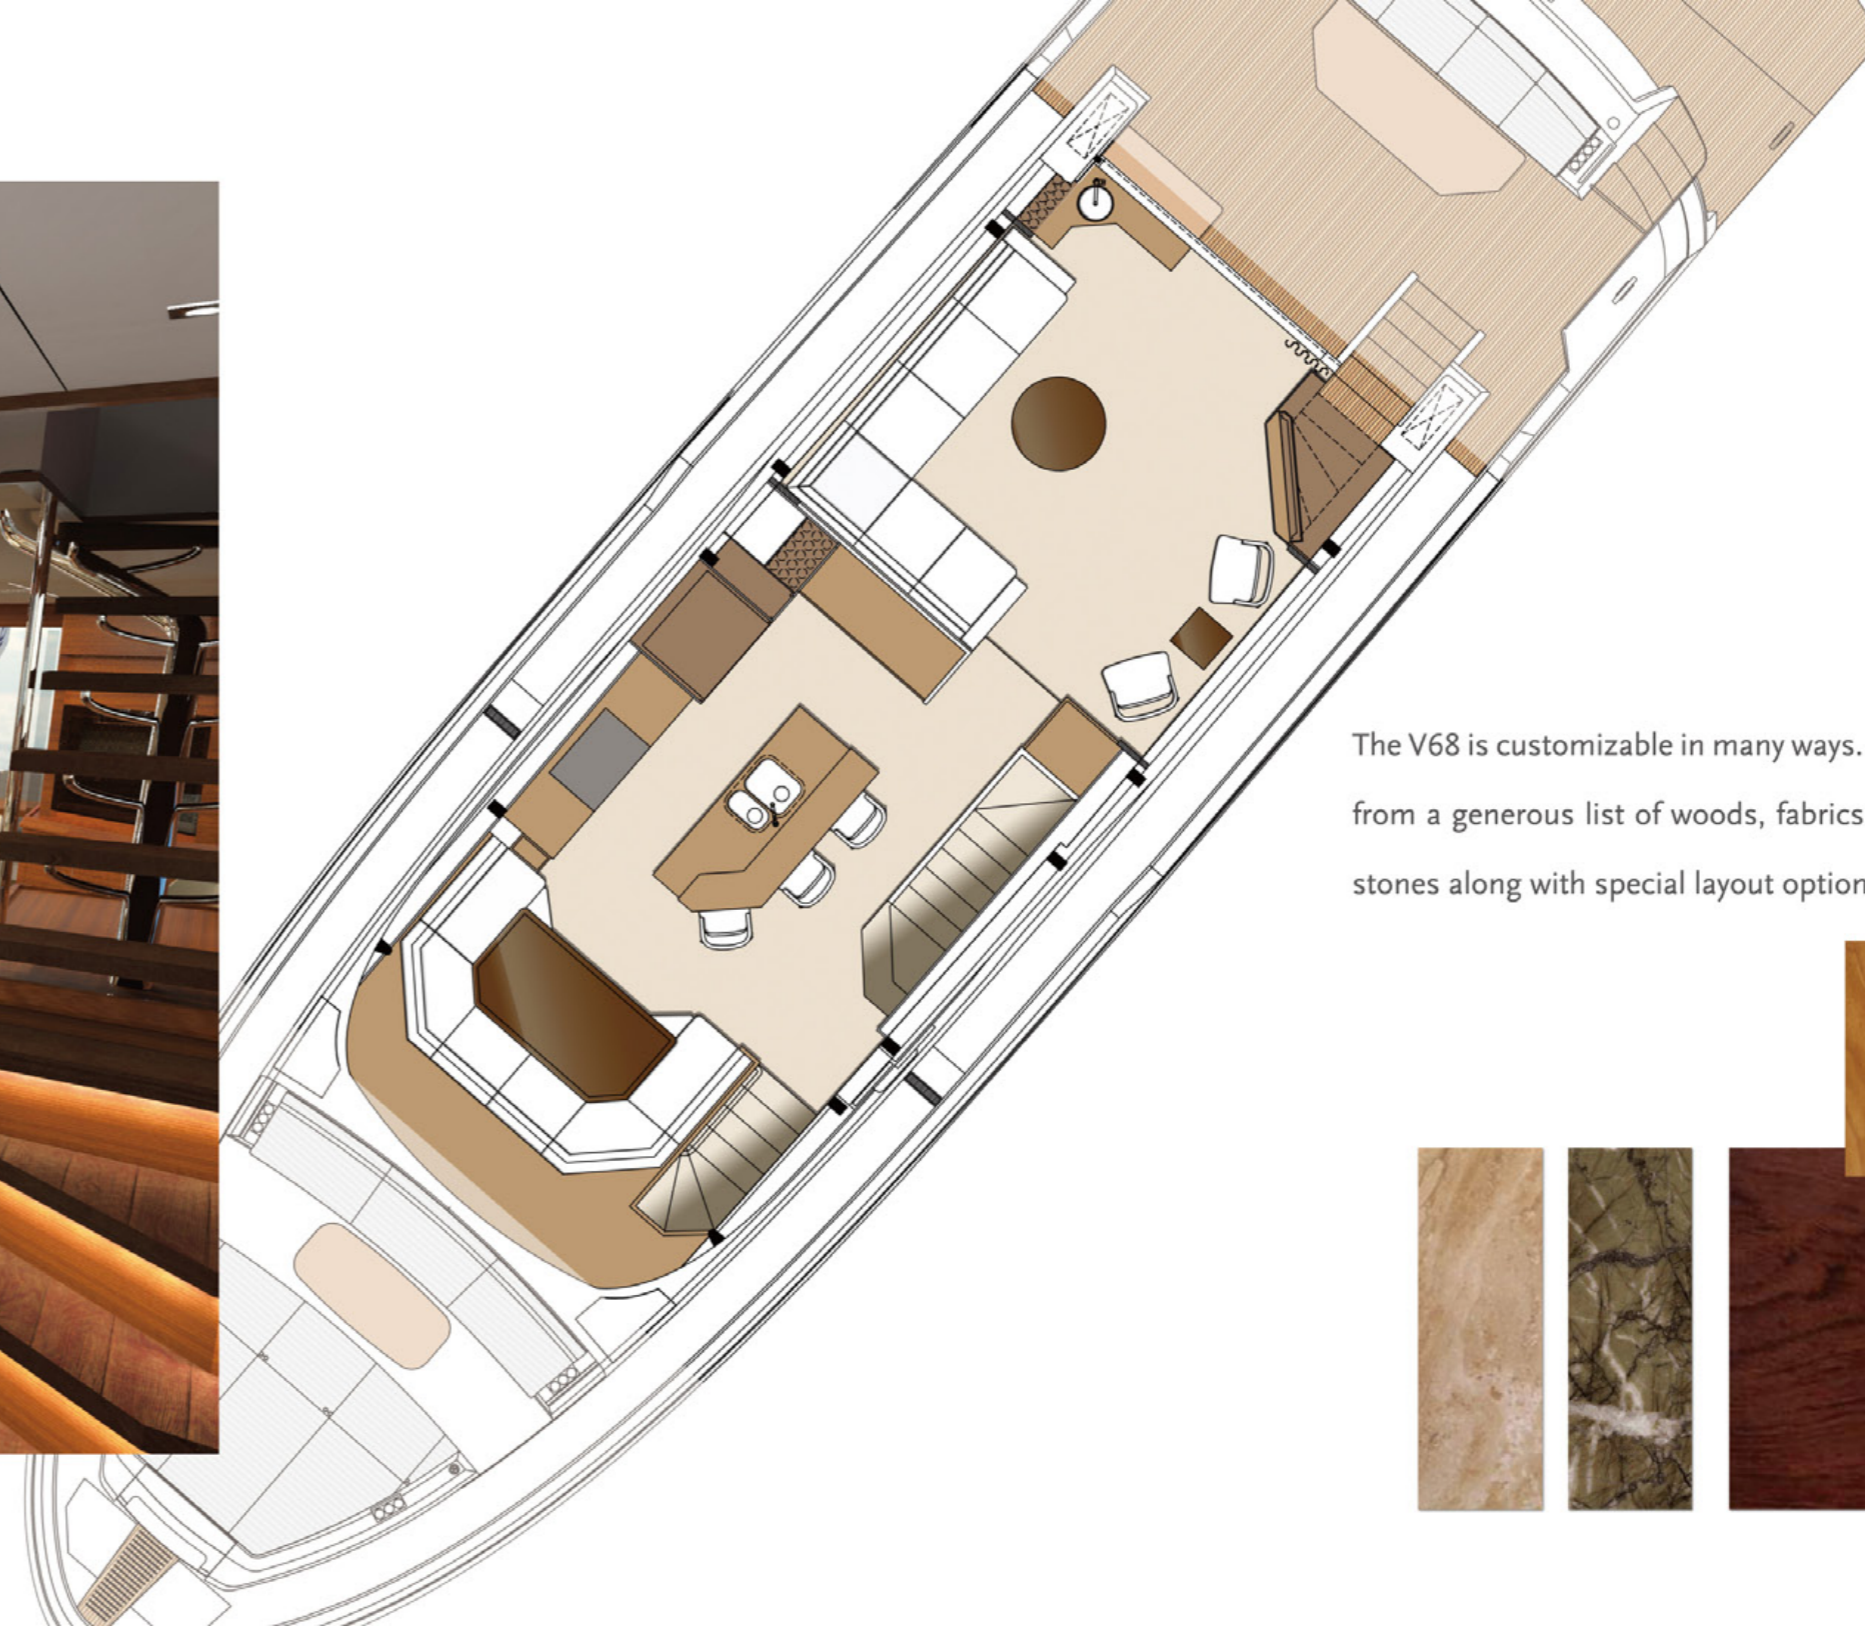 The V68 is customizable in many ways.
from a generous list of woods, fabrics
stones along with special layout option